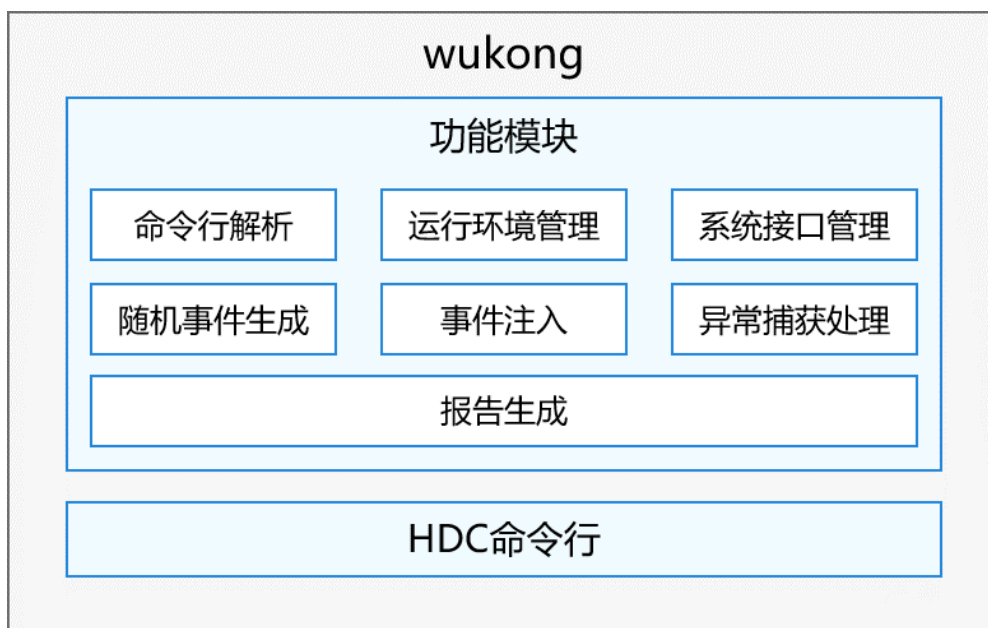 wukong
功能模块
命令行解析
运行环境管理
系统接口管理
随机事件生成
事件注入
异常捕获处理
报告生成
HDC命令行